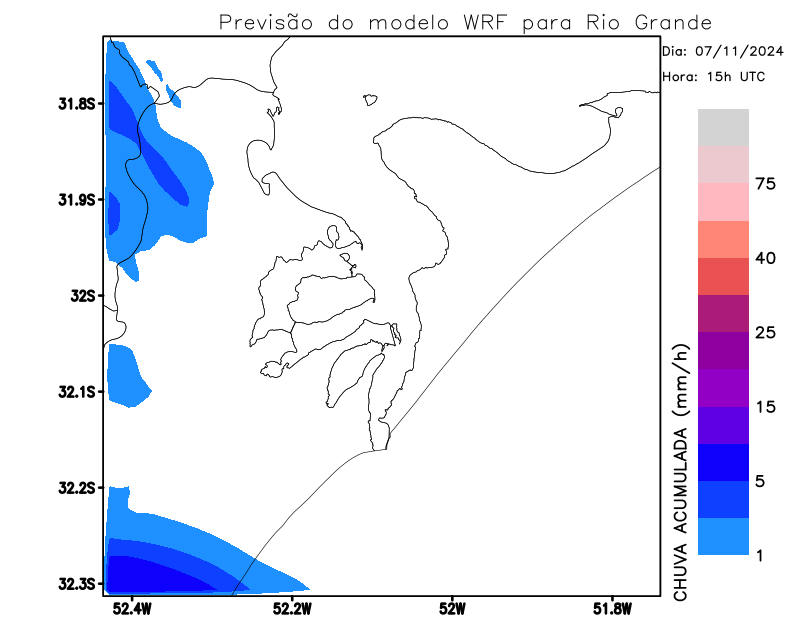 Previsão do modelo WRF para Rio Grande
Dia: 07/11/2024
Hora: 15h UTC
31.8S
31.9S
32S
32.1S
32.2S
32.3S
52.4W
52.2W
52W
51.8W
75
40
25
15
5
1
CHUVA ACUMULADA (mm/h)